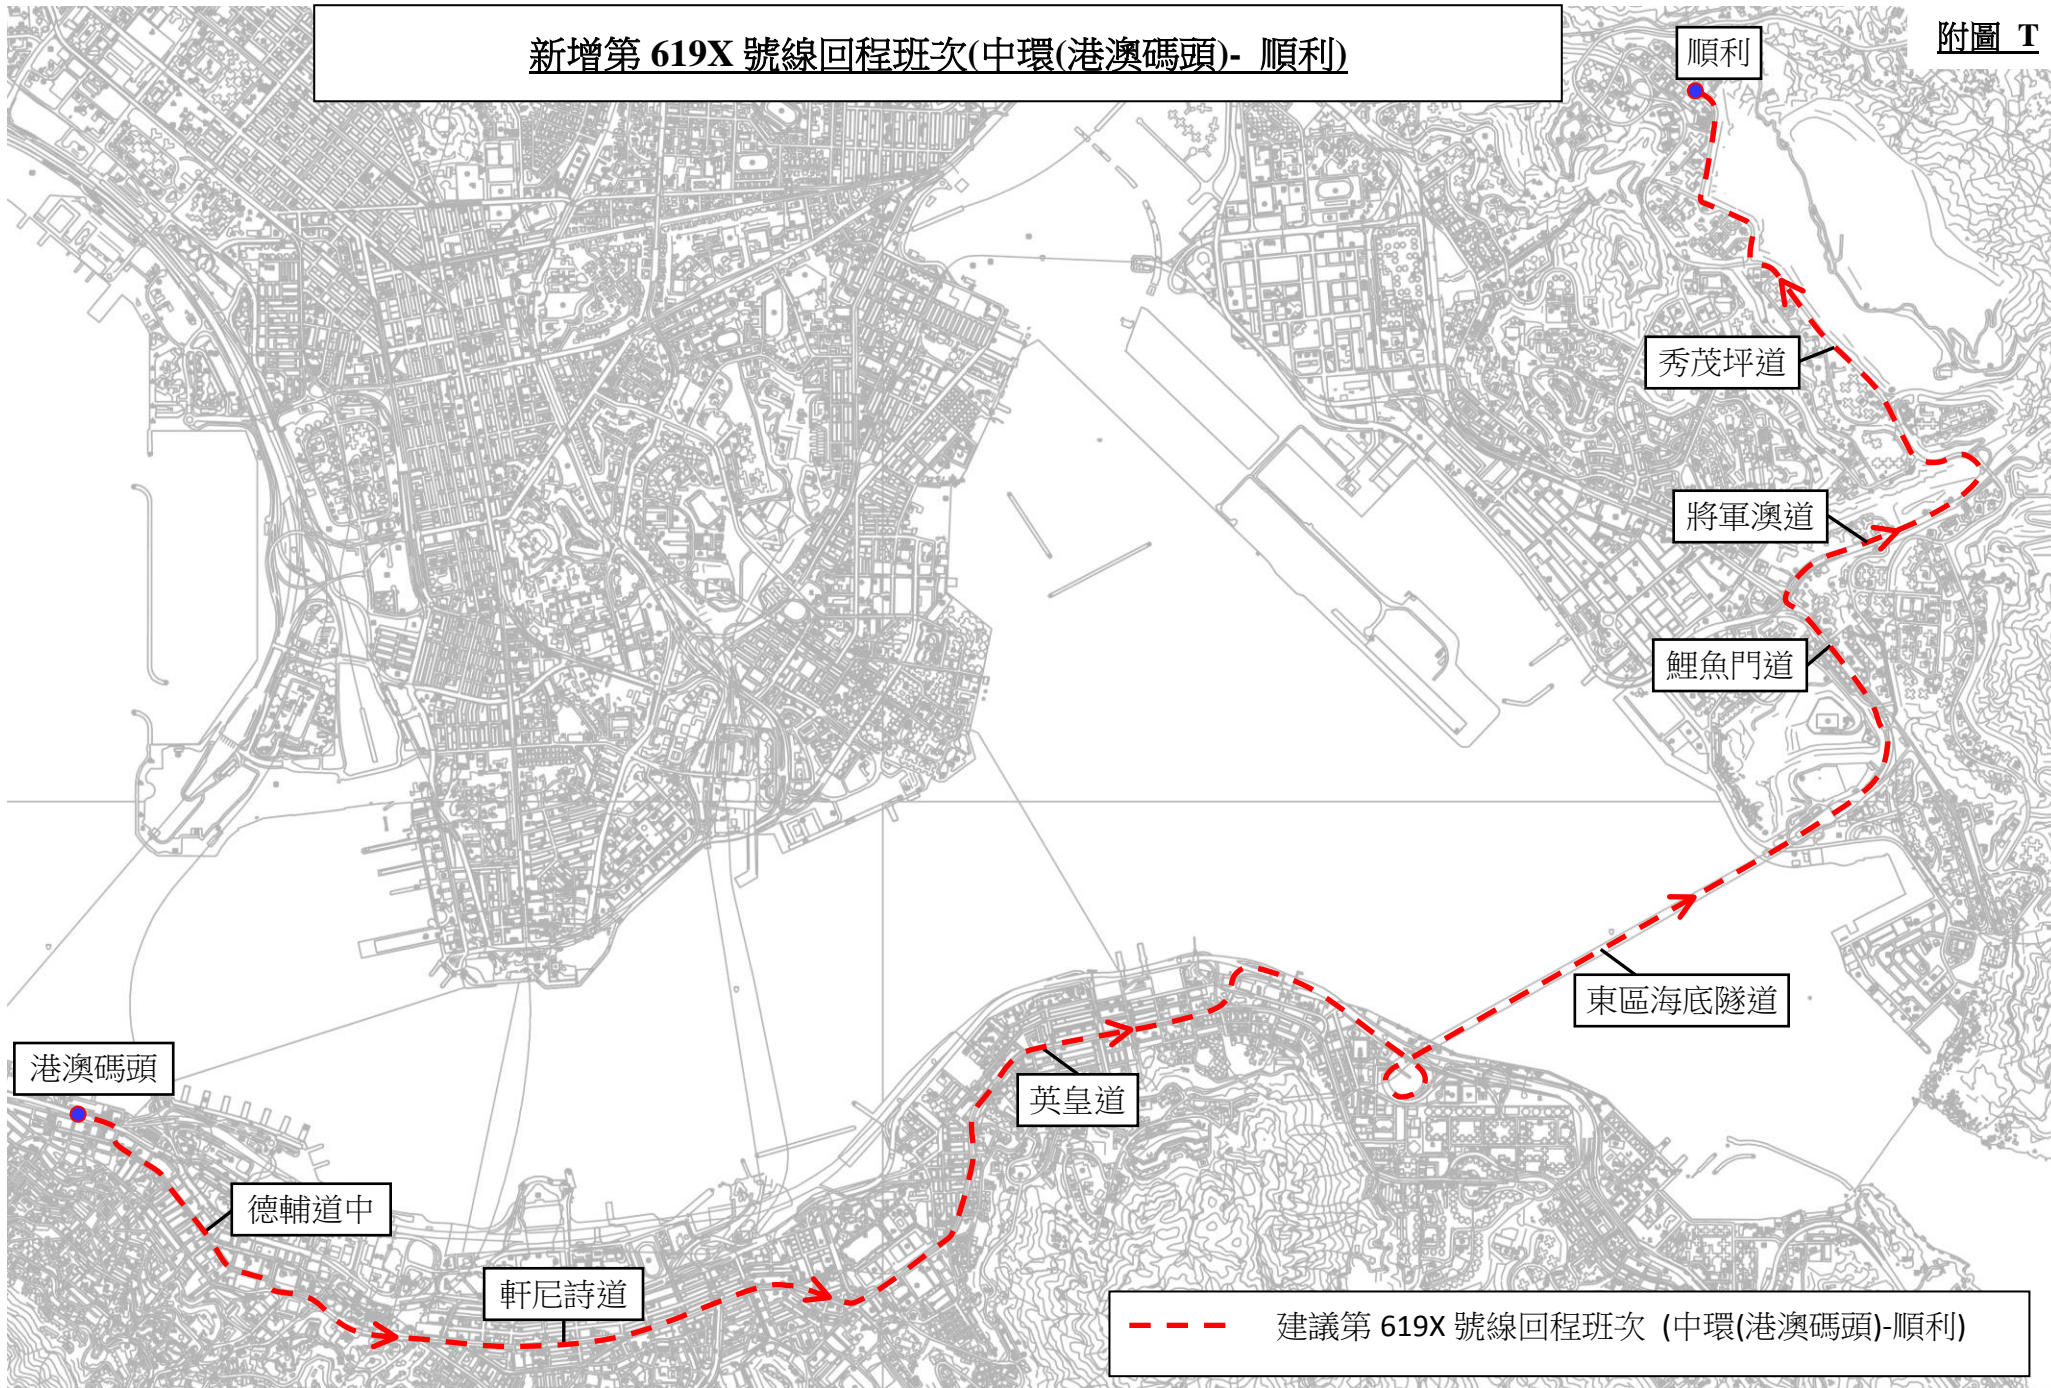 新增第 619X 號線回程班次(中環(港澳碼頭)- 順利)
附圖 T
順利
秀茂坪道
將軍澳道
鯉魚門道
東區海底隧道
港澳碼頭
英皇道
德輔道中
軒尼詩道
建議第 619X 號線回程班次 (中環(港澳碼頭)-順利)